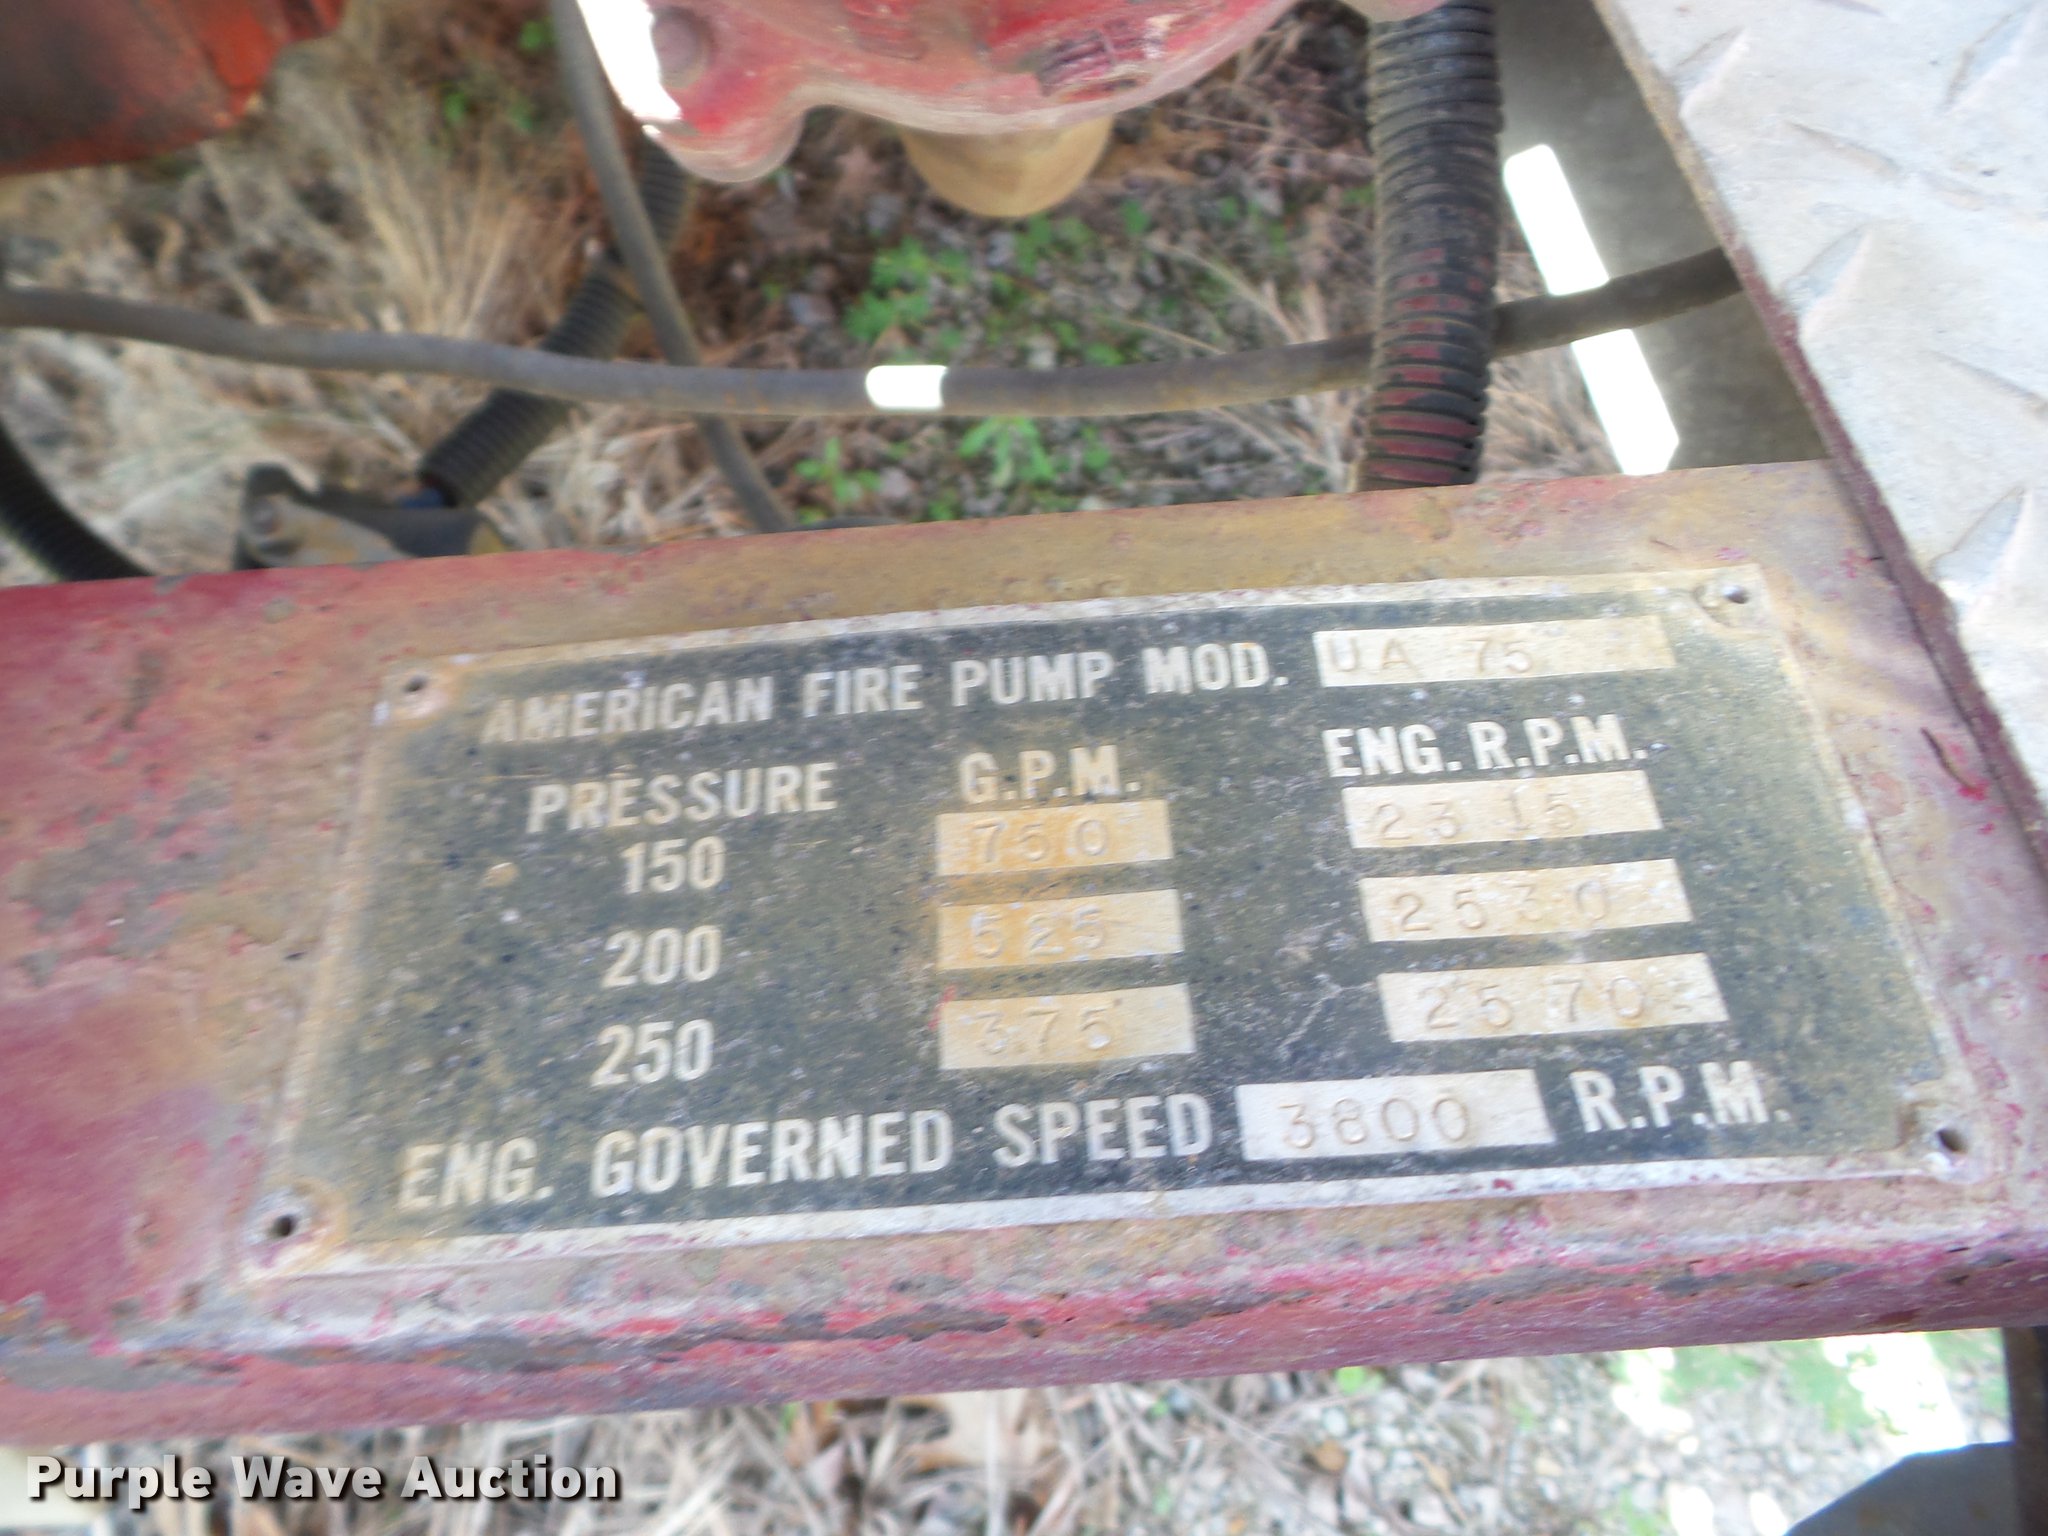 AMERICAN FIRE PUMP MOD. UA 75
PRESSURE G.P.M. ENG. R.P.M.
150 750 2315
200 525 2530
250 375 2570
ENG. GOVERNED SPEED 3800 R.P.M.
Purple Wave Auction